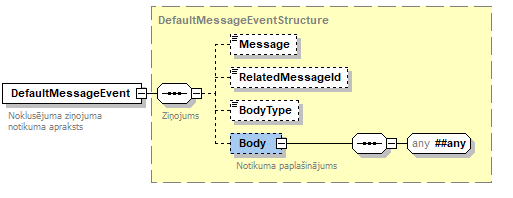 DefaultMessageEventStructure
Message
RelatedMessageId
DefaultMessageEvent
Noklusējuma ziņojuma
notikuma apraksts
Ziņojums
BodyType
Body
any ##any
Notikuma paplašinājums